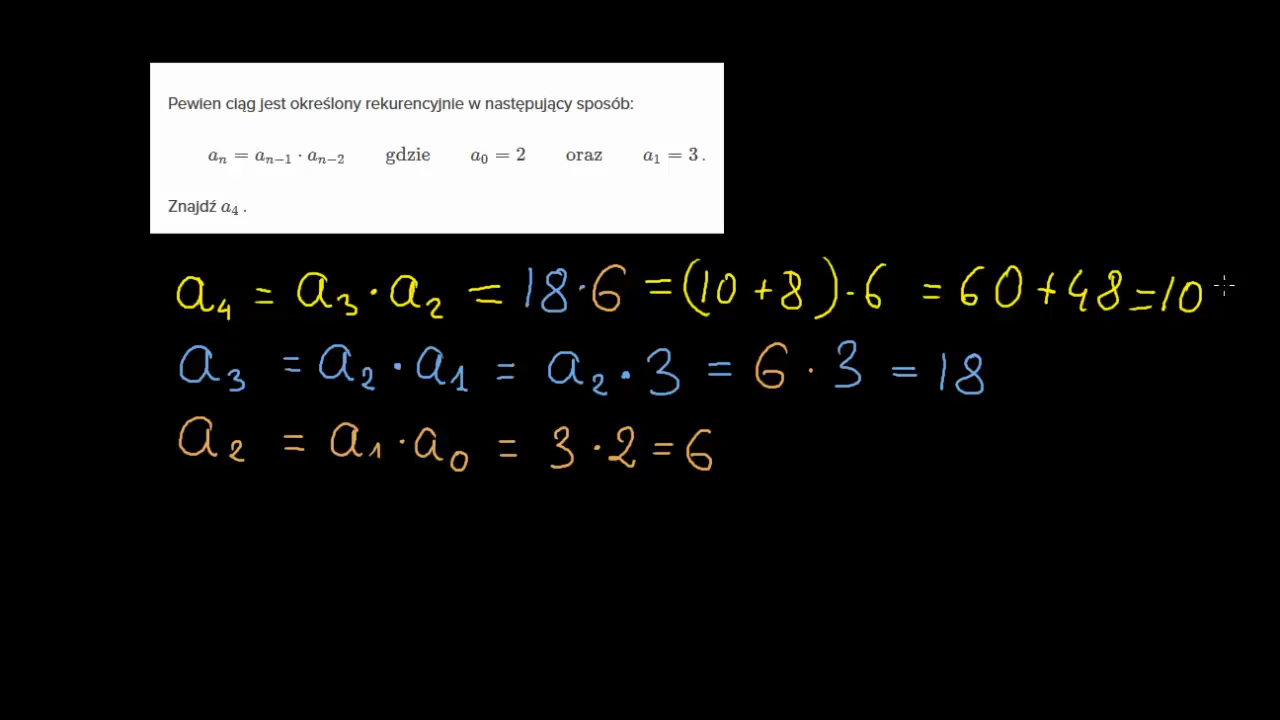 Pewien ciąg jest określony rekurencyjnie w następujący sposób:
aₙ = aₙ₋₁ · aₙ₋₂ gdzie a₀ = 2 oraz a₁ = 3 .
Znajdź a₄ .
a₄ = a₃ · a₂ = 18 · 6 = (10 + 8) · 6 = 60 + 48 = 10
a₃ = a₂ · a₁ = a₂ · 3 = 6 · 3 = 18
a₂ = a₁ · a₀ = 3 · 2 = 6